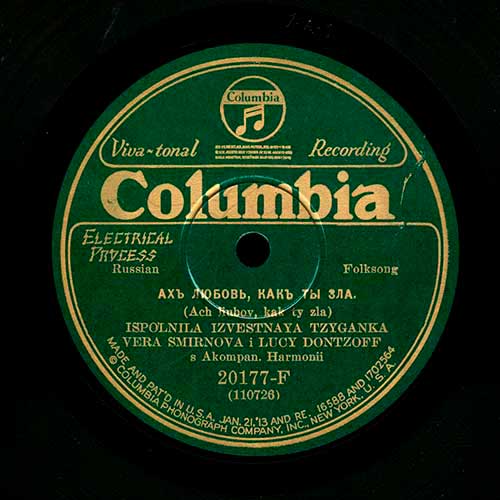 Columbia
Viva-tonal Recording
Columbia
ELECTRICAL
PROCESS
Russian Folksong
АХЪ ЛЮБОВЬ, КАКЪ ТЫ ЗЛА.
(Ach liubov, kak ty zla)
ISPOLNILA IZVESTNAYA TZYGANKA
VERA SMIRNOVA i LUCY DONTZOFF
s Akompan. Harmonii
20177-F
(110726)
MADE AND PAT'D IN U.S.A. JAN. 21,'13 AND RE. 16588 AND 1702564
© COLUMBIA PHONOGRAPH COMPANY, INC., NEW YORK, U.S.A.